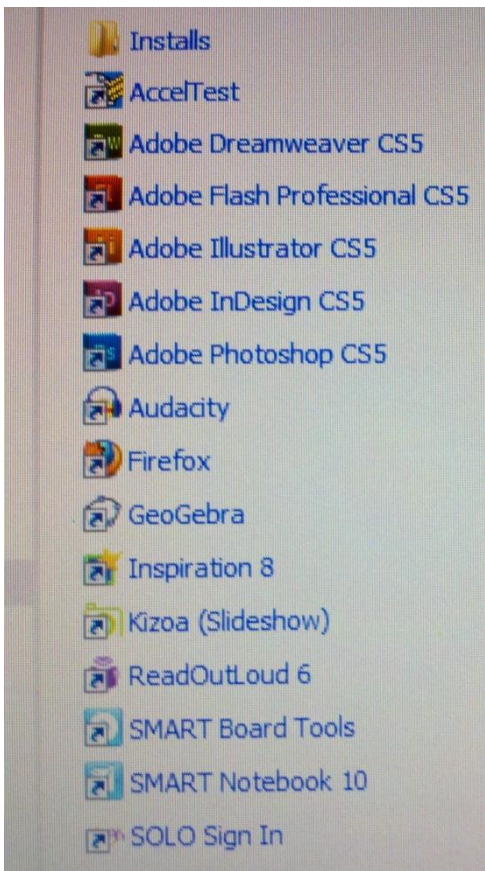 Installs
AccelTest
Adobe Dreamweaver CS5
Adobe Flash Professional CS5
Adobe Illustrator CS5
Adobe InDesign CS5
Adobe Photoshop CS5
Audacity
Firefox
GeoGebra
Inspiration 8
Kizoa (Slideshow)
ReadOutLoud 6
SMART Board Tools
SMART Notebook 10
SOLO Sign In